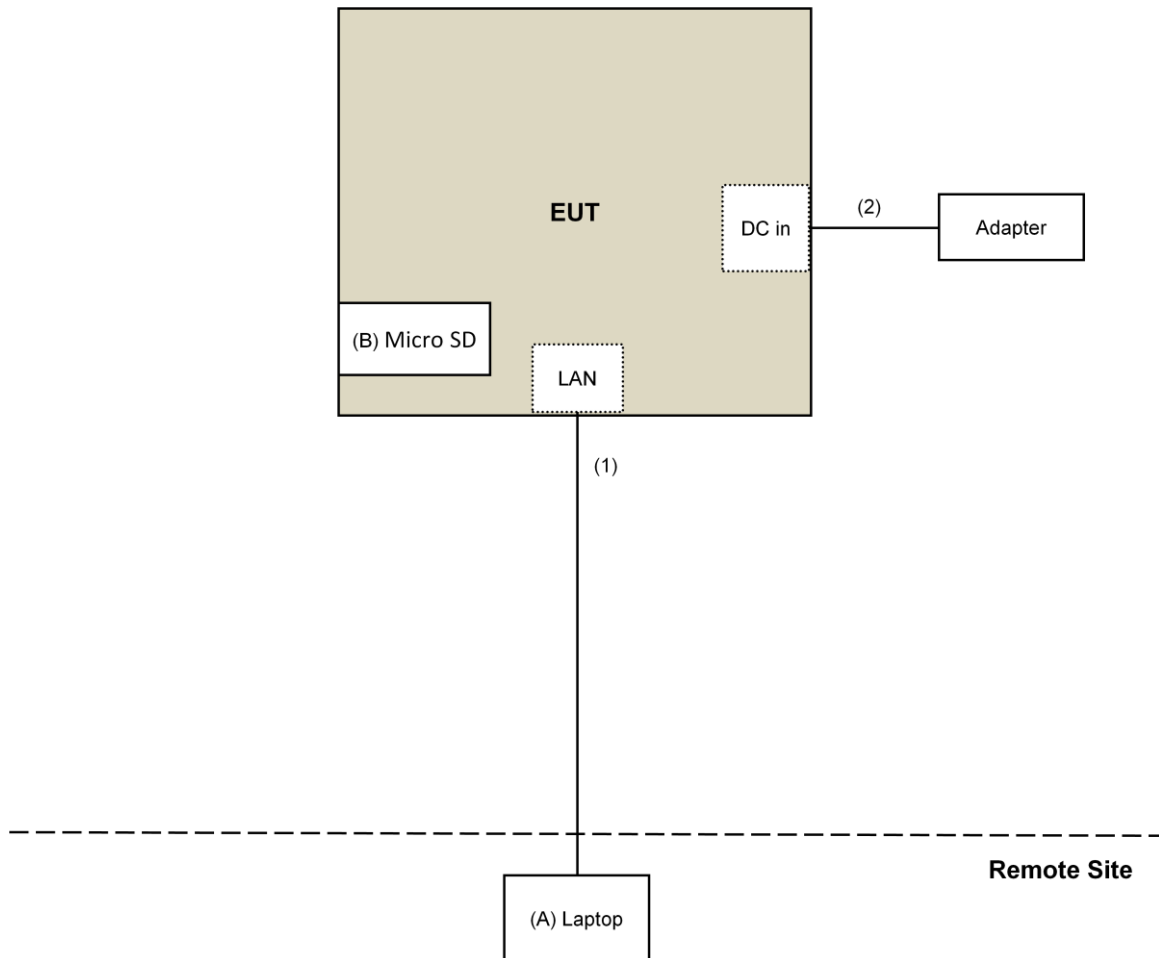 EUT
DC in
(2)
Adapter
(B) Micro SD
LAN
(1)
Remote Site
(A) Laptop